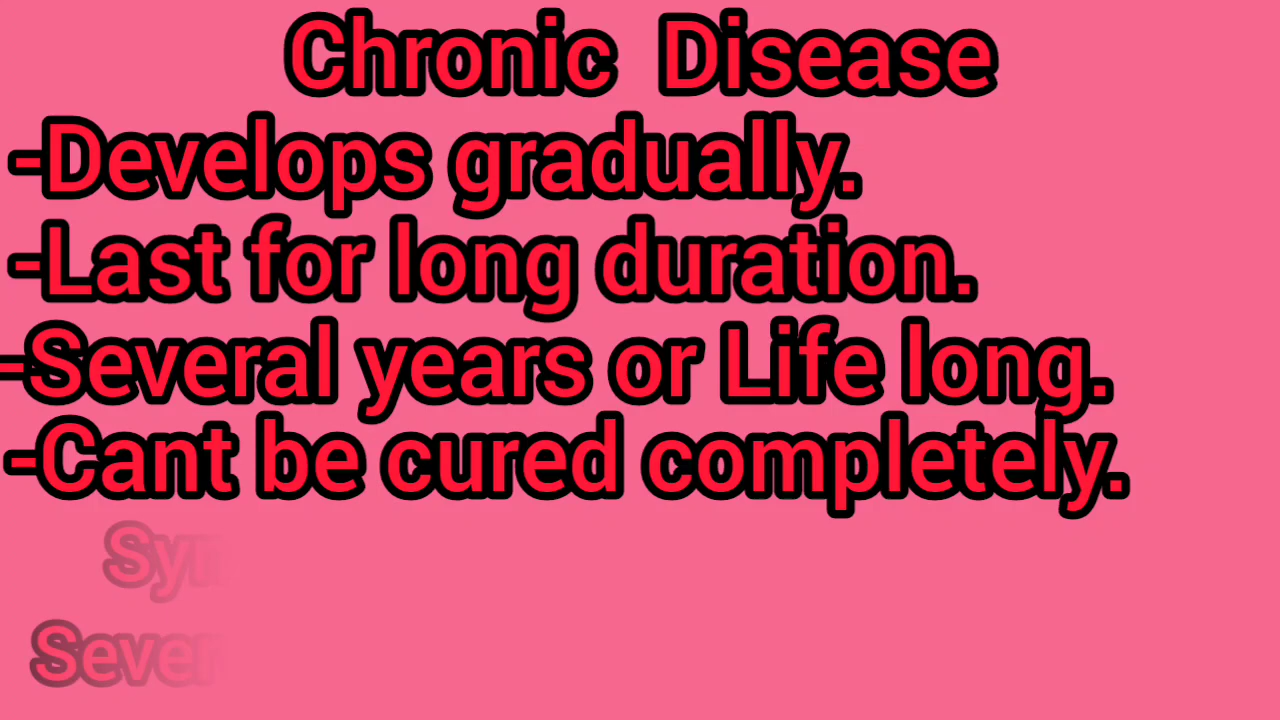 Chronic Disease
-Develops gradually.
-Last for long duration.
-Several years or Life long.
-Cant be cured completely.